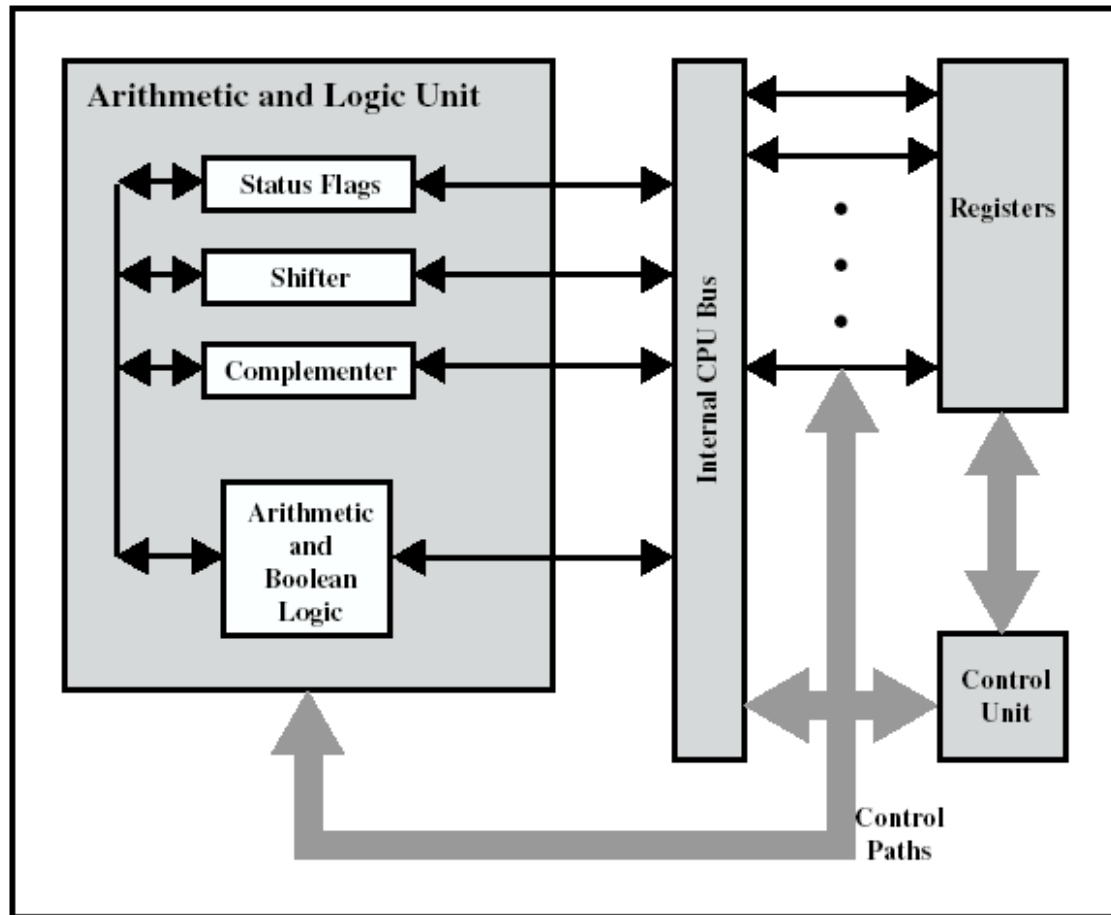 Arithmetic and Logic Unit
Status Flags
Shifter
Complementer
Arithmetic
and
Boolean
Logic
Internal CPU Bus
Registers
Control
Unit
Control
Paths